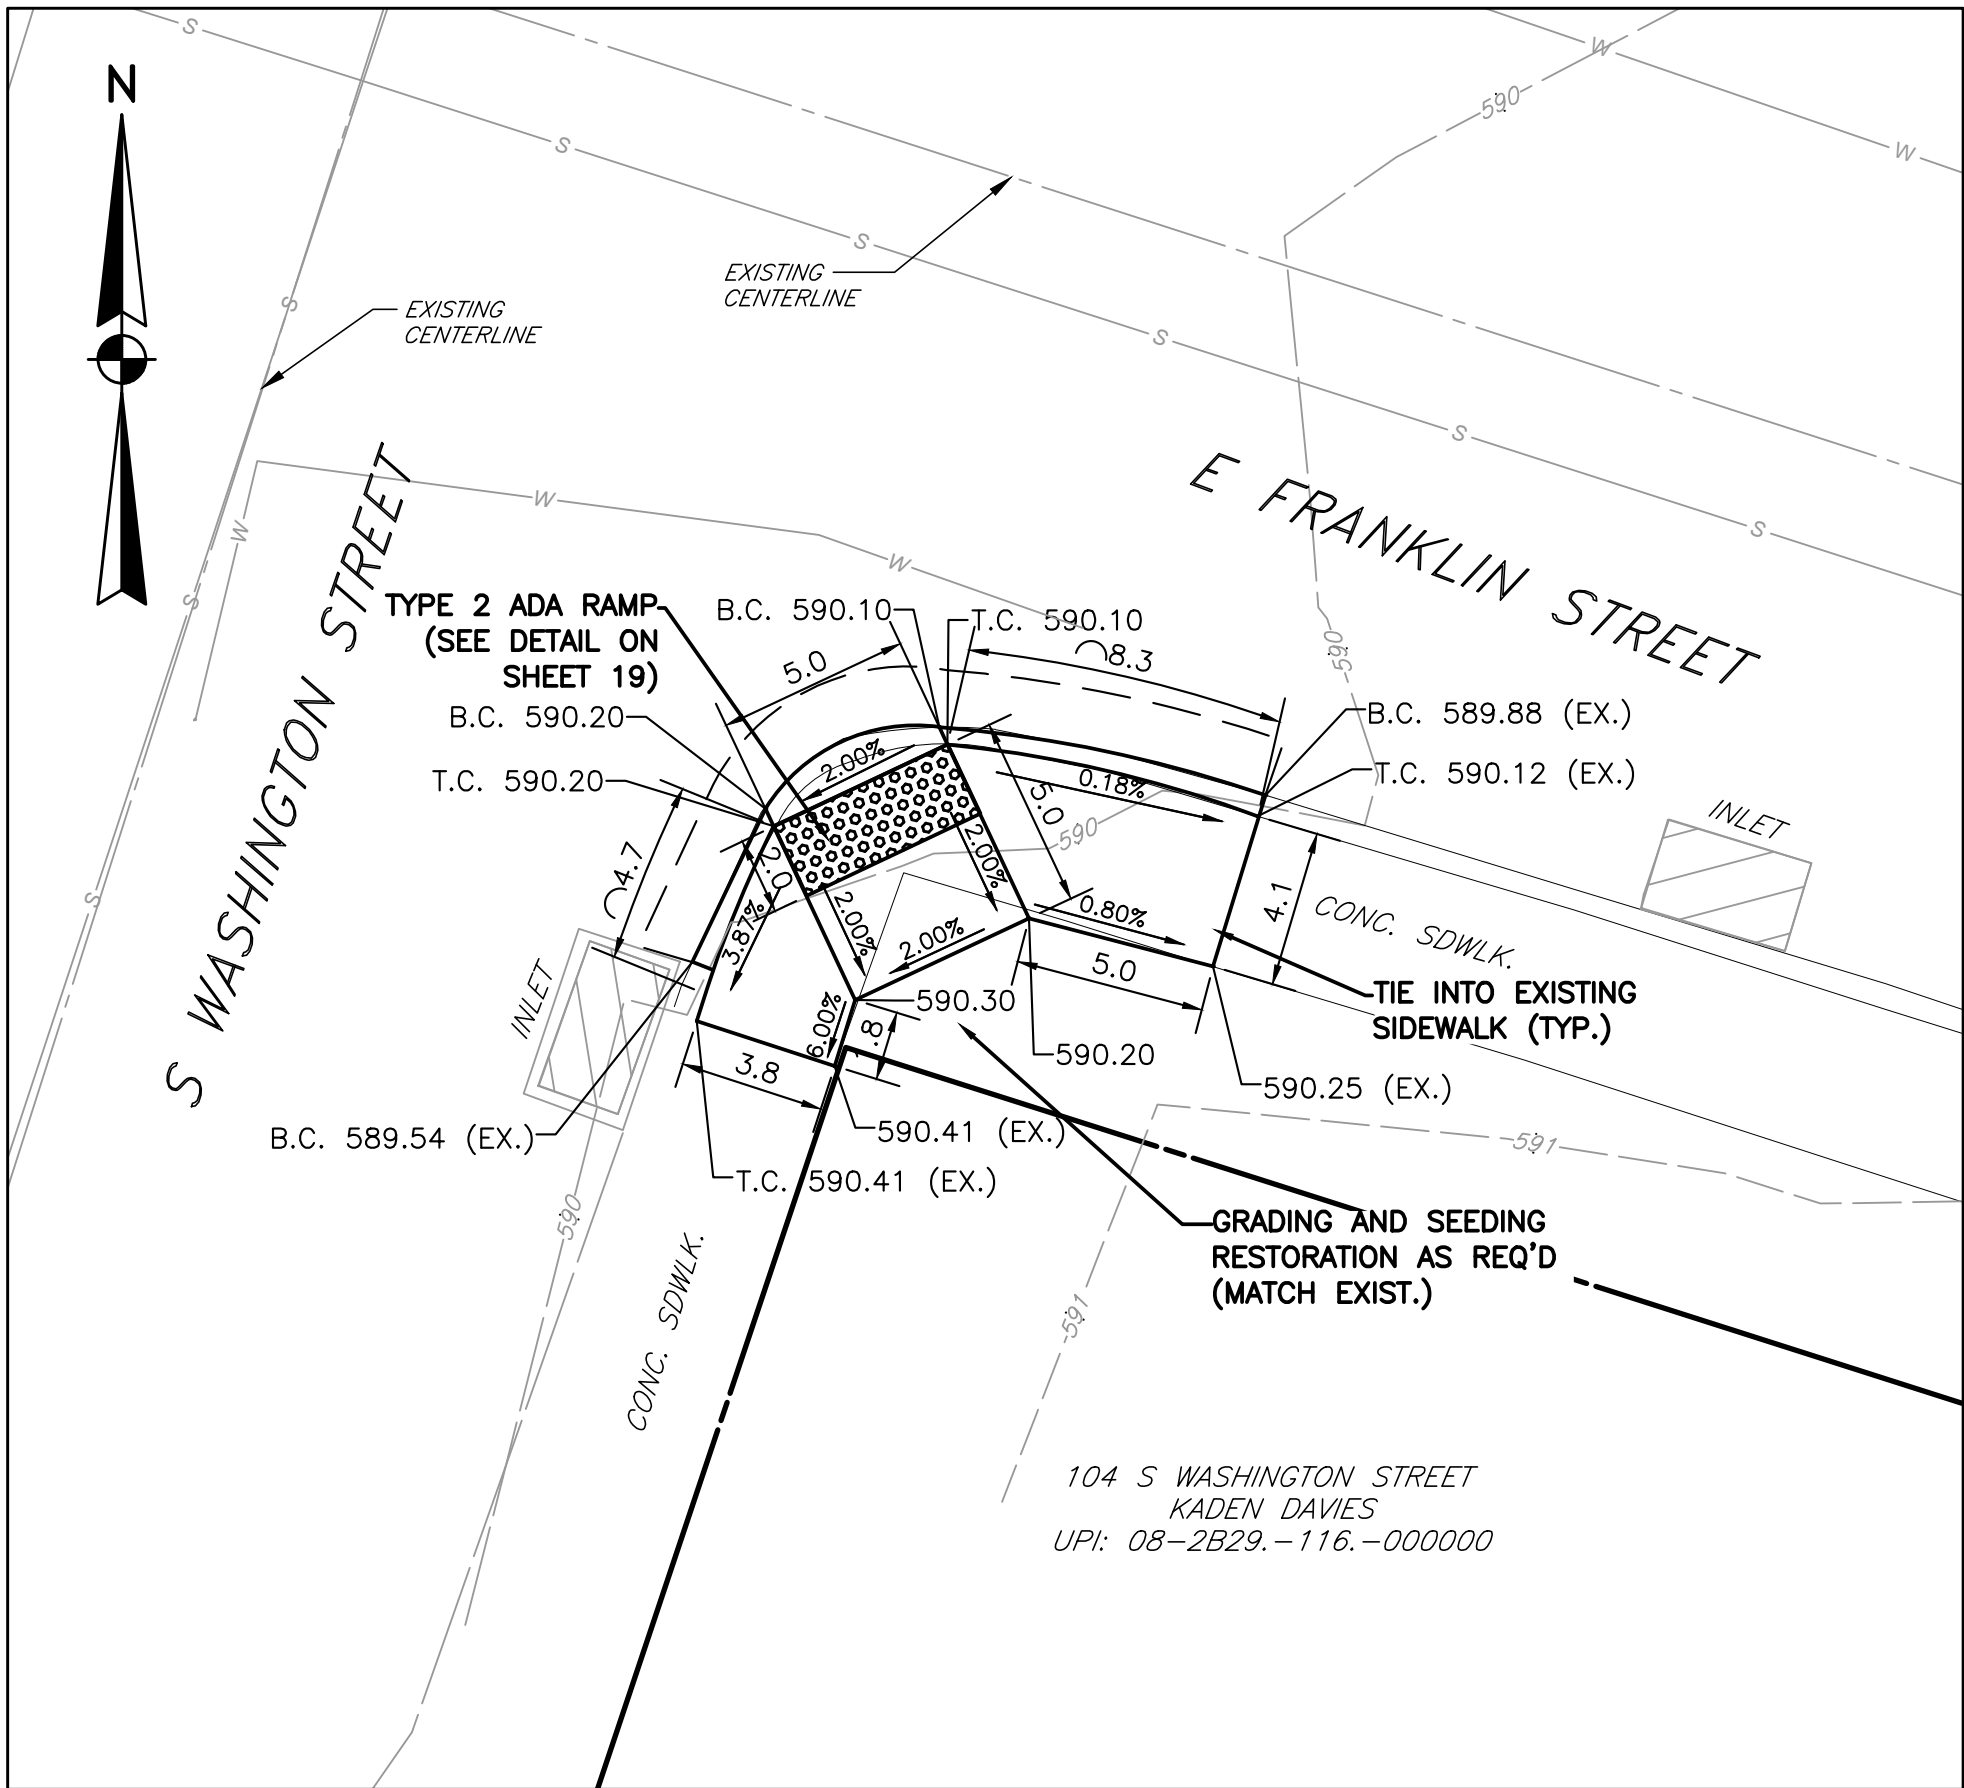 S
W
590
W
N
S
S
EXISTING
CENTERLINE
S
EXISTING
CENTERLINE
S
S
S
W
W
W
S
S WASHINGTON STREET
E FRANKLIN STREET
TYPE 2 ADA RAMP
(SEE DETAIL ON
SHEET 19)
B.C. 590.10
T.C. 590.10
8.3
5.0
590
B.C. 590.20
B.C. 589.88 (EX.)
T.C. 590.20
T.C. 590.12 (EX.)
2.00%
0.18%
5.0
INLET
590
2.00%
4.7
2.0
S
3.87%
2.00%
2.00%
0.80%
4.1
CONC. SDWLK.
5.0
INLET
590.30
TIE INTO EXISTING
SIDEWALK (TYP.)
6.00%
3.8
590.20
590.25 (EX.)
B.C. 589.54 (EX.)
590.41 (EX.)
T.C. 590.41 (EX.)
591
590
GRADING AND SEEDING
RESTORATION AS REQ'D
(MATCH EXIST.)
CONC. SDWLK.
591
104 S WASHINGTON STREET
KADEN DAVIES
UPI: 08-2B29.-116.-000000